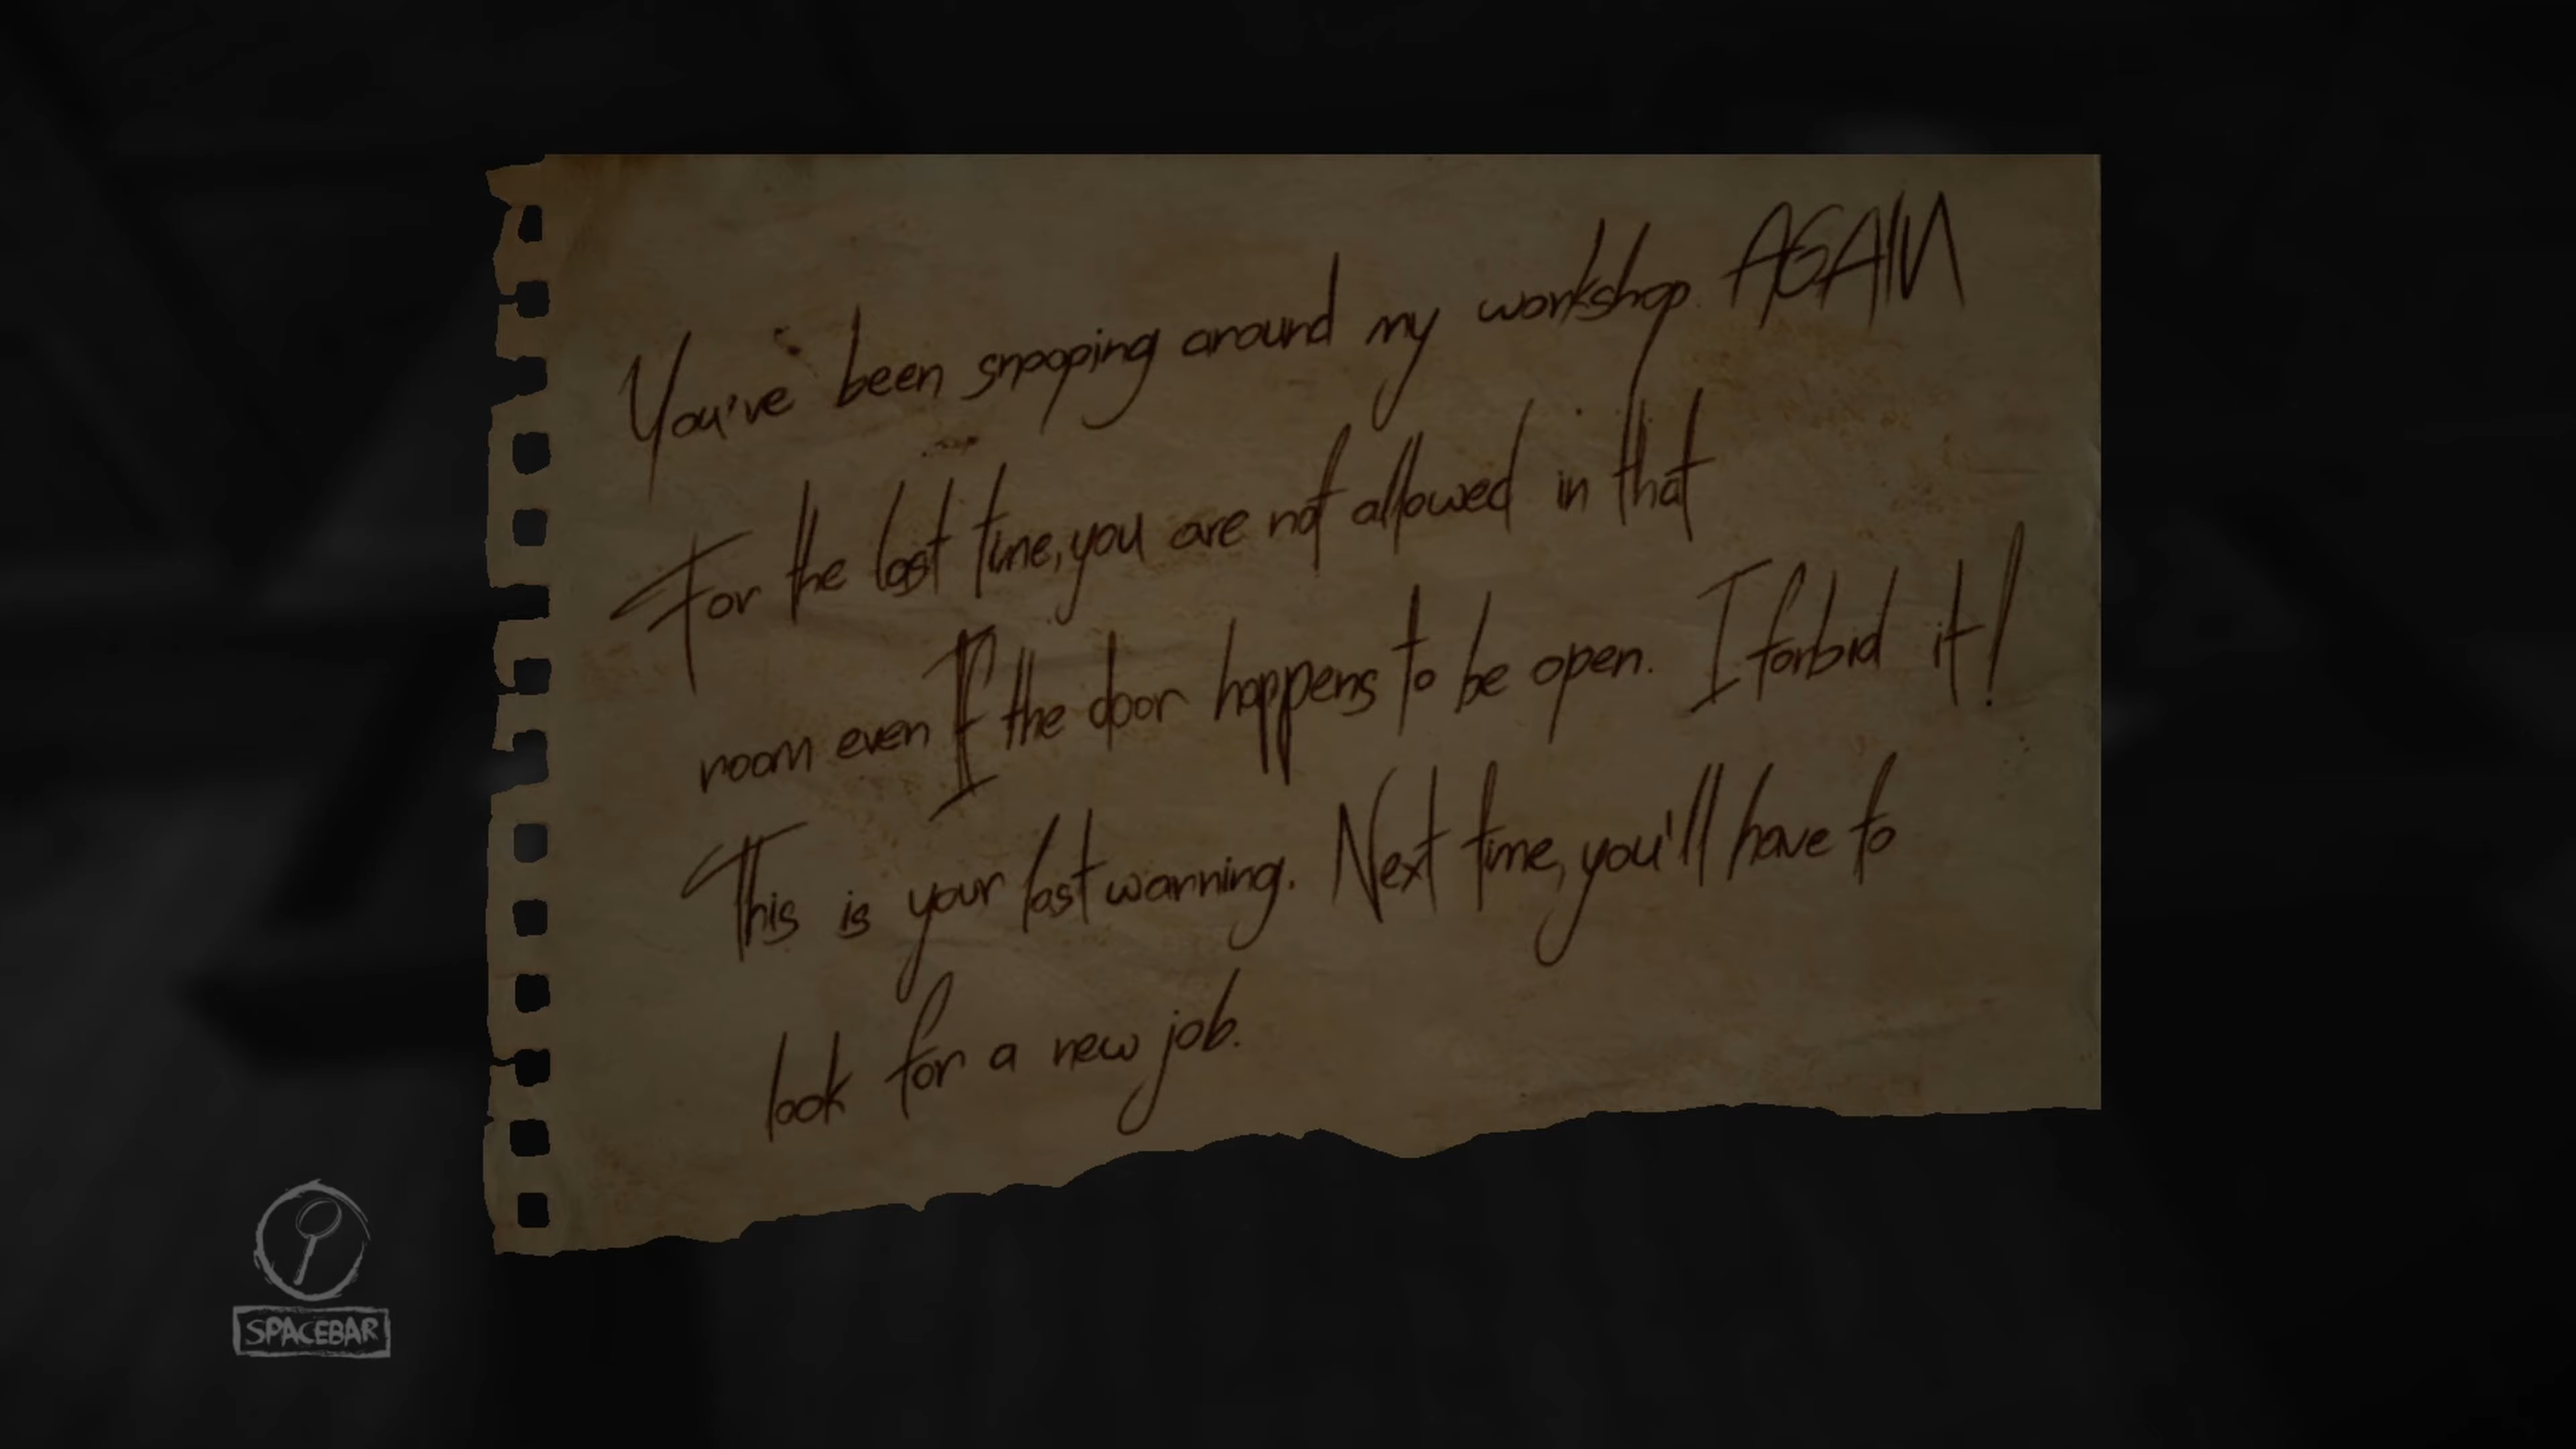 You've been snooping around my workshop. AGAIN
For the last time, you are not allowed in that
room even If the door happens to be open. I forbid it!
This is your last warning. Next time, you'll have to
look for a new job.
SPACEBAR